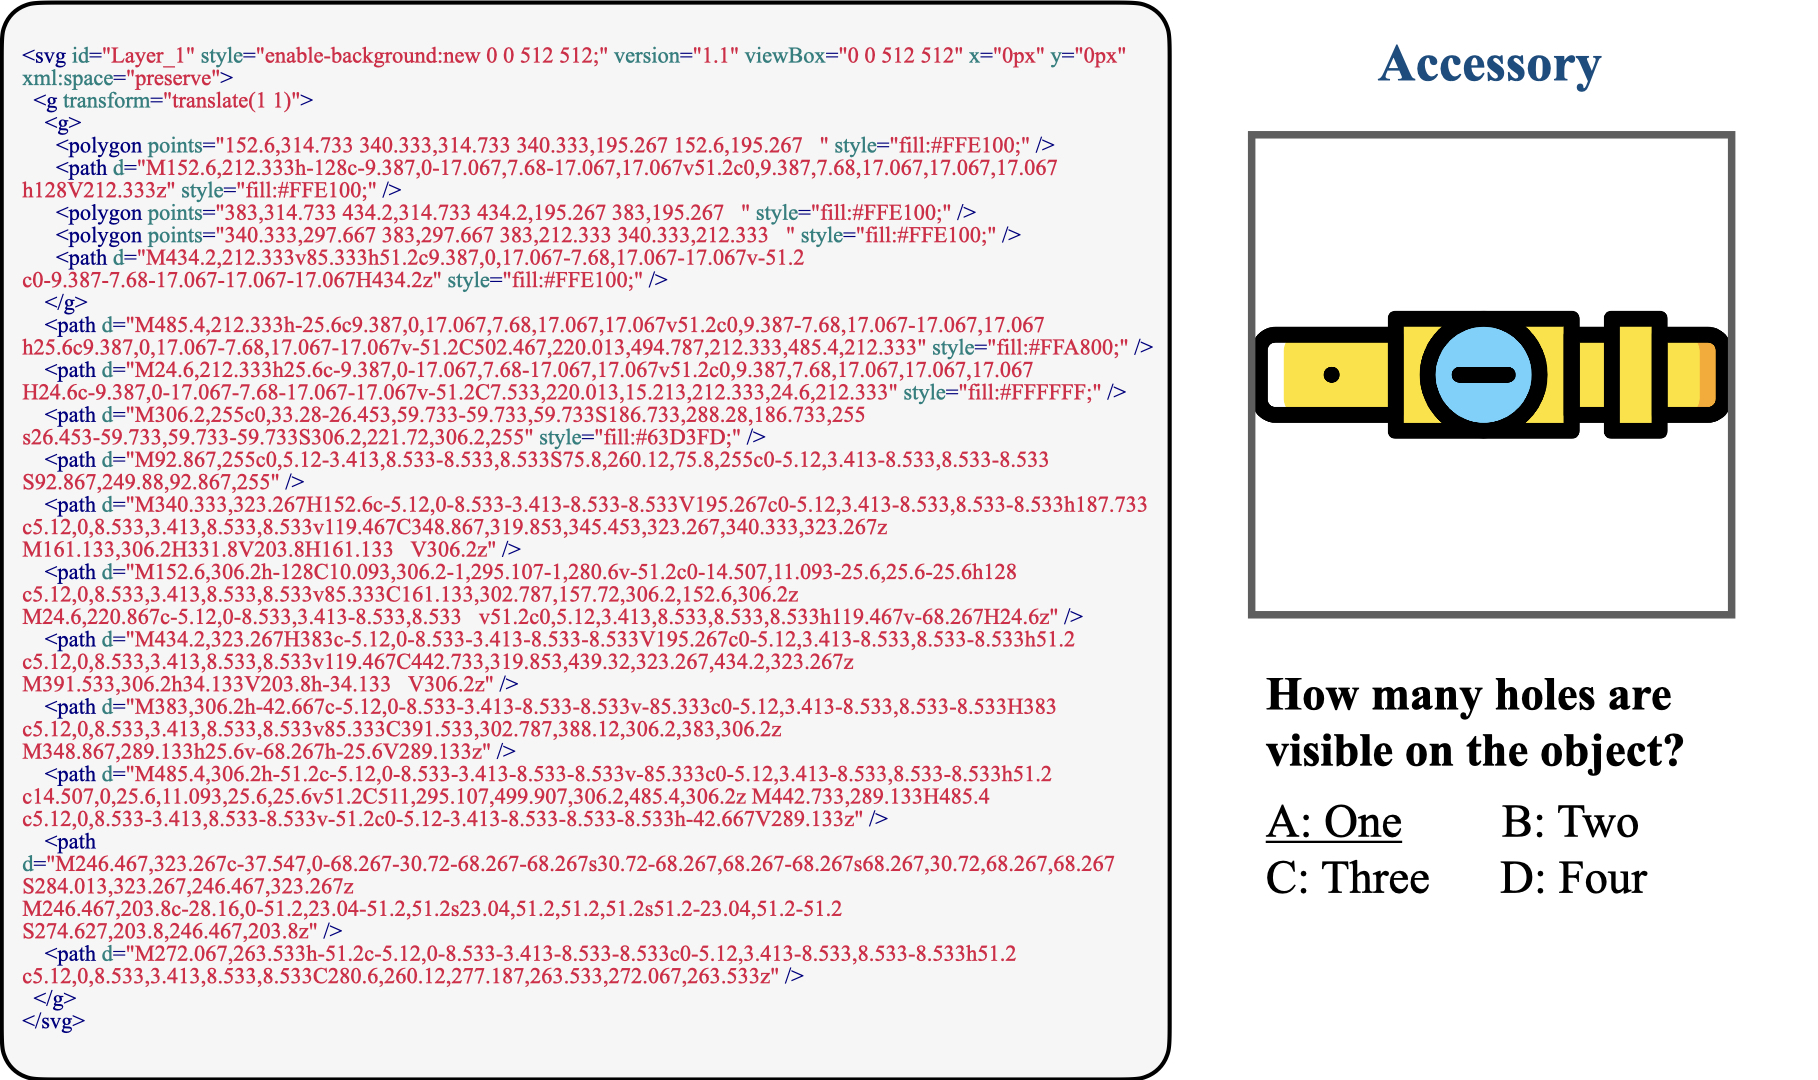 <svg id="Layer_1" style="enable-background:new 0 0 512 512;" version="1.1" viewBox="0 0 512 512" x="0px" y="0px"
xml:space="preserve">
<g transform="translate(1 1)">
<g>
<polygon points="152.6,314.733 340.333,314.733 340.333,195.267 152.6,195.267   " style="fill:#FFE100;" />
<path d="M152.6,212.333h-128c-9.387,0-17.067,7.68-17.067,17.067v51.2c0,9.387,7.68,17.067,17.067,17.067
h128V212.333z" style="fill:#FFE100;" />
<polygon points="383,314.733 434.2,314.733 434.2,195.267 383,195.267   " style="fill:#FFE100;" />
<polygon points="340.333,297.667 383,297.667 383,212.333 340.333,212.333   " style="fill:#FFE100;" />
<path d="M434.2,212.333v85.333h51.2c9.387,0,17.067-7.68,17.067-17.067v-51.2
c0-9.387-7.68-17.067-17.067-17.067H434.2z" style="fill:#FFE100;" />
</g>
<path d="M485.4,212.333h-25.6c9.387,0,17.067,7.68,17.067,17.067v51.2c0,9.387-7.68,17.067-17.067,17.067
h25.6c9.387,0,17.067-7.68,17.067-17.067v-51.2C502.467,220.013,494.787,212.333,485.4,212.333" style="fill:#FFA800;" />
<path d="M24.6,212.333h25.6c-9.387,0-17.067,7.68-17.067,17.067v51.2c0,9.387,7.68,17.067,17.067,17.067
H24.6c-9.387,0-17.067-7.68-17.067-17.067v-51.2C7.533,220.013,15.213,212.333,24.6,212.333" style="fill:#FFFFFF;" />
<path d="M306.2,255c0,33.28-26.453,59.733-59.733,59.733S186.733,288.28,186.733,255
s26.453-59.733,59.733-59.733S306.2,221.72,306.2,255" style="fill:#63D3FD;" />
<path d="M92.867,255c0,5.12-3.413,8.533-8.533,8.533S75.8,260.12,75.8,255c0-5.12,3.413-8.533,8.533-8.533
S92.867,249.88,92.867,255" />
<path d="M340.333,323.267H152.6c-5.12,0-8.533-3.413-8.533-8.533V195.267c0-5.12,3.413-8.533,8.533-8.533h187.733
c5.12,0,8.533,3.413,8.533,8.533v119.467C348.867,319.853,345.453,323.267,340.333,323.267z
M161.133,306.2H331.8V203.8H161.133   V306.2z" />
<path d="M152.6,306.2h-128C10.093,306.2-1,295.107-1,280.6v-51.2c0-14.507,11.093-25.6,25.6-25.6h128
c5.12,0,8.533,3.413,8.533,8.533v85.333C161.133,302.787,157.72,306.2,152.6,306.2z
M24.6,220.867c-5.12,0-8.533,3.413-8.533,8.533   v51.2c0,5.12,3.413,8.533,8.533,8.533h119.467v-68.267H24.6z" />
<path d="M434.2,323.267H383c-5.12,0-8.533-3.413-8.533-8.533V195.267c0-5.12,3.413-8.533,8.533-8.533h51.2
c5.12,0,8.533,3.413,8.533,8.533v119.467C442.733,319.853,439.32,323.267,434.2,323.267z
M391.533,306.2h34.133V203.8h-34.133   V306.2z" />
<path d="M383,306.2h-42.667c-5.12,0-8.533-3.413-8.533-8.533v-85.333c0-5.12,3.413-8.533,8.533-8.533H383
c5.12,0,8.533,3.413,8.533,8.533v85.333C391.533,302.787,388.12,306.2,383,306.2z
M348.867,289.133h25.6v-68.267h-25.6V289.133z" />
<path d="M485.4,306.2h-51.2c-5.12,0-8.533-3.413-8.533-8.533v-85.333c0-5.12,3.413-8.533,8.533-8.533h51.2
c14.507,0,25.6,11.093,25.6,25.6v51.2C511,295.107,499.907,306.2,485.4,306.2z M442.733,289.133H485.4
c5.12,0,8.533-3.413,8.533-8.533v-51.2c0-5.12-3.413-8.533-8.533-8.533h-42.667V289.133z" />
<path
d="M246.467,323.267c-37.547,0-68.267-30.72-68.267-68.267s30.72-68.267,68.267-68.267s68.267,30.72,68.267,68.267
S284.013,323.267,246.467,323.267z
M246.467,203.8c-28.16,0-51.2,23.04-51.2,51.2s23.04,51.2,51.2,51.2s51.2-23.04,51.2-51.2
S274.627,203.8,246.467,203.8z" />
<path d="M272.067,263.533h-51.2c-5.12,0-8.533-3.413-8.533-8.533c0-5.12,3.413-8.533,8.533-8.533h51.2
c5.12,0,8.533,3.413,8.533,8.533C280.6,260.12,277.187,263.533,272.067,263.533z" />
</g>
</svg>
Accessory
How many holes are
visible on the object?
A: One B: Two
C: Three D: Four